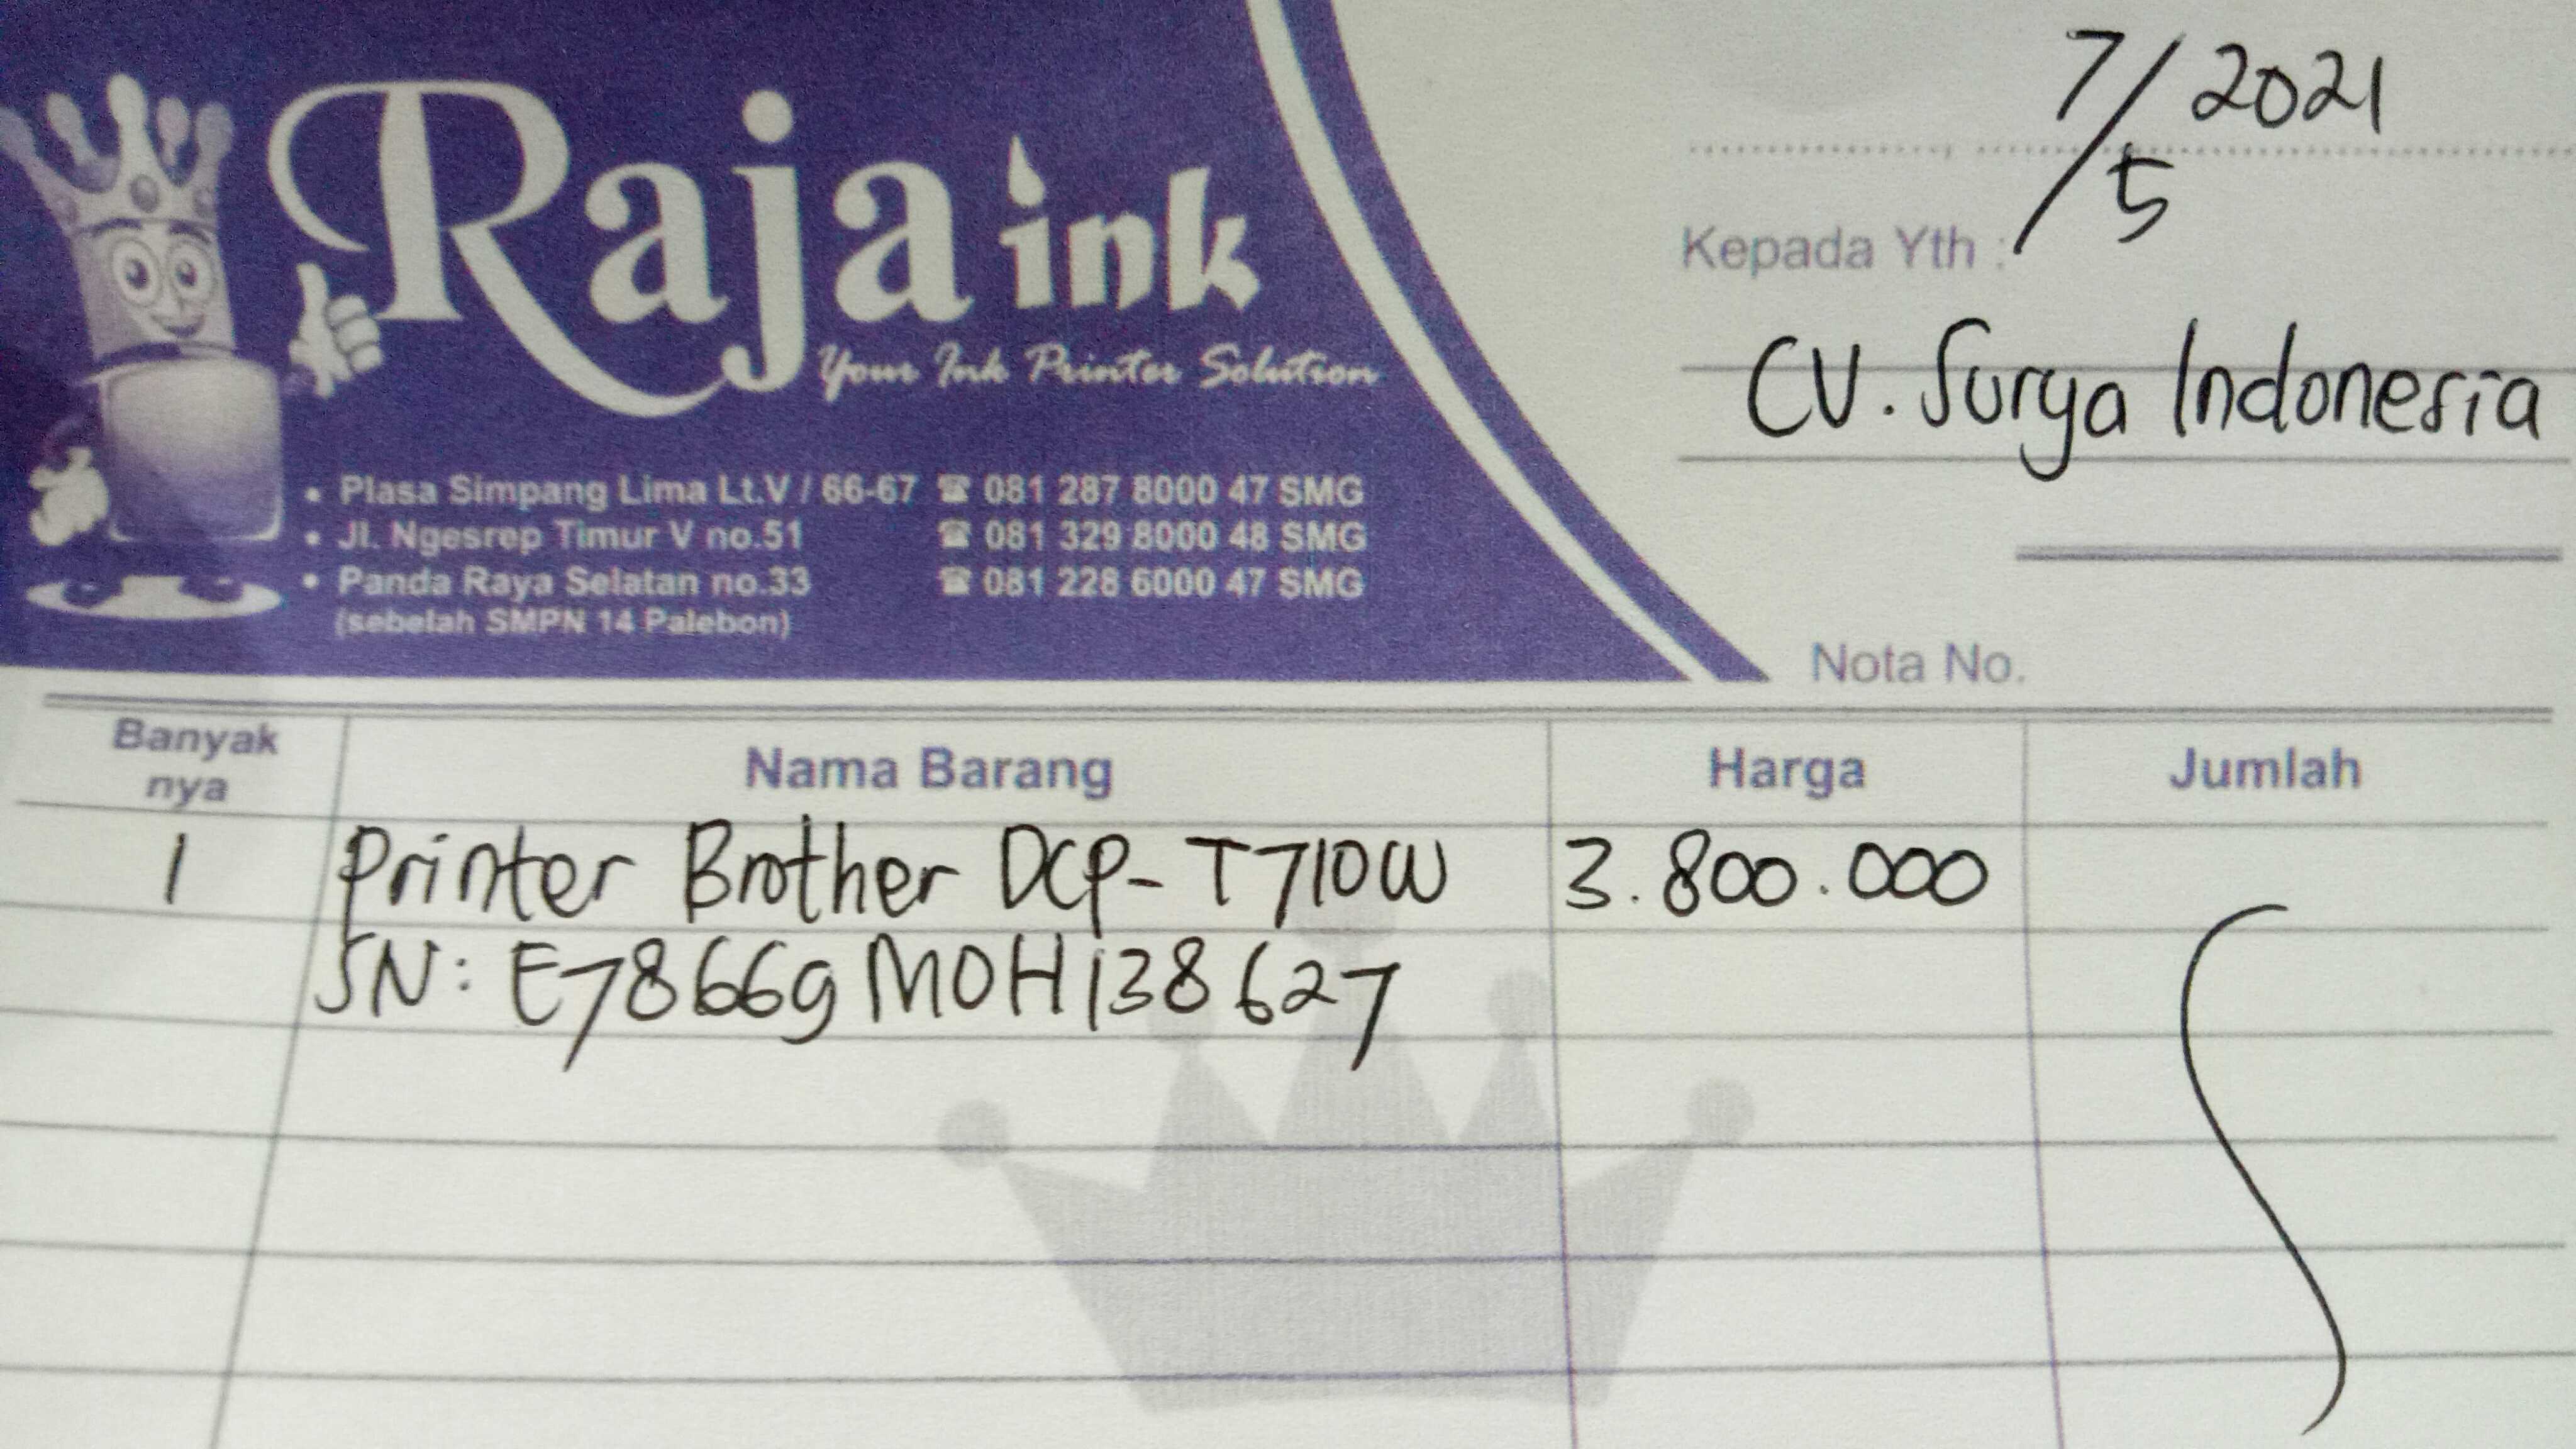 Raja ink
Your Ink Printer Solution
• Plasa Simpang Lima Lt.V / 66-67 ☎ 081 287 8000 47 SMG
• Jl. Ngesrep Timur V no.51 ☎ 081 329 8000 48 SMG
• Panda Raya Selatan no.33 ☎ 081 228 6000 47 SMG
(sebelah SMPN 14 Palebon)
7/5 2021
Kepada Yth :
CV. Surya Indonesia
Nota No.
Banyak nya Nama Barang Harga Jumlah
1 Printer Brother DCP-T710W 3.800.000
SN: E78669M0H138627